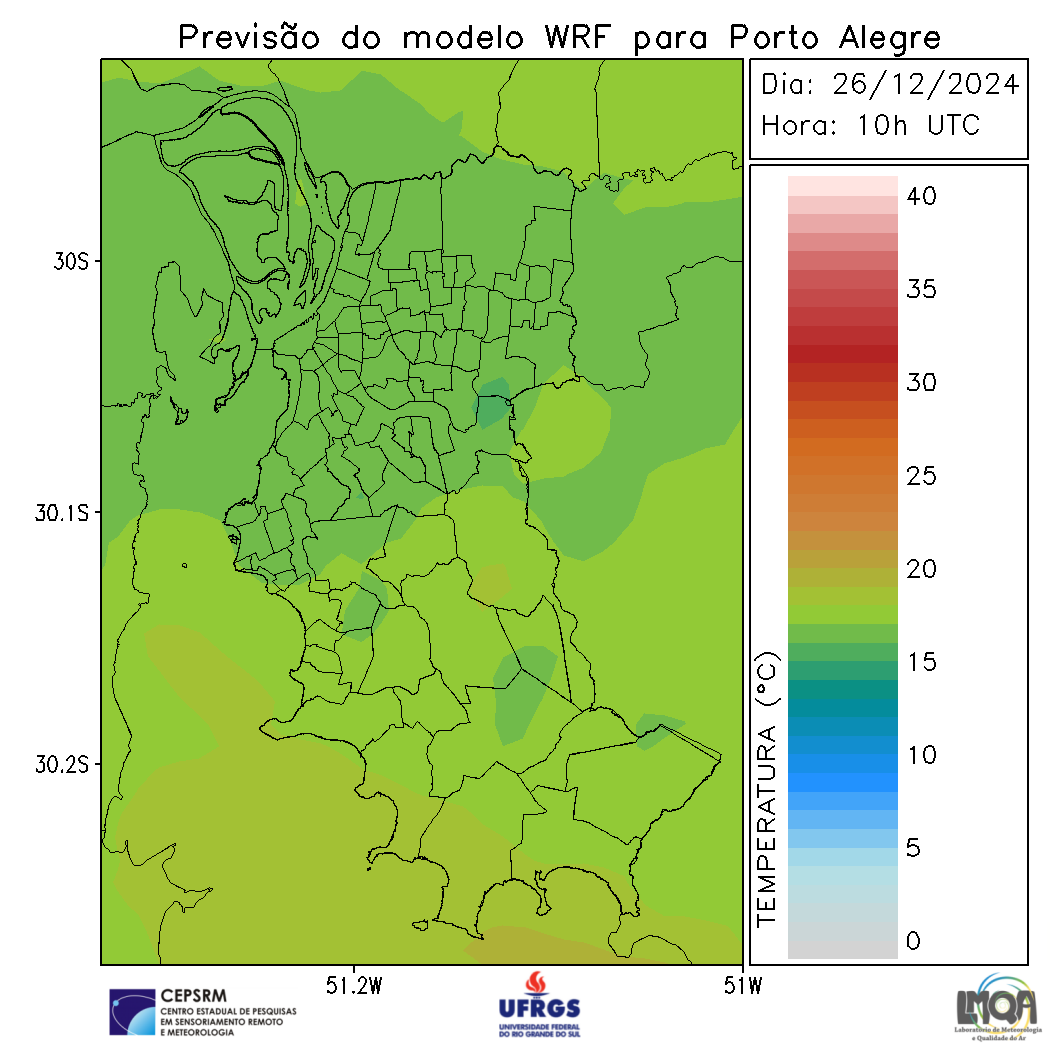 Previsão do modelo WRF para Porto Alegre
Dia: 26/12/2024
Hora: 10h UTC
40
35
30
25
20
15
10
5
0
TEMPERATURA (°C)
30S
30.1S
30.2S
51.2W
51W
CEPSRM
CENTRO ESTADUAL DE PESQUISAS
EM SENSORIAMENTO REMOTO
E METEOROLOGIA
UFRGS
UNIVERSIDADE FEDERAL
DO RIO GRANDE DO SUL
LMQA
Laboratório de Meteorologia
e Qualidade do Ar